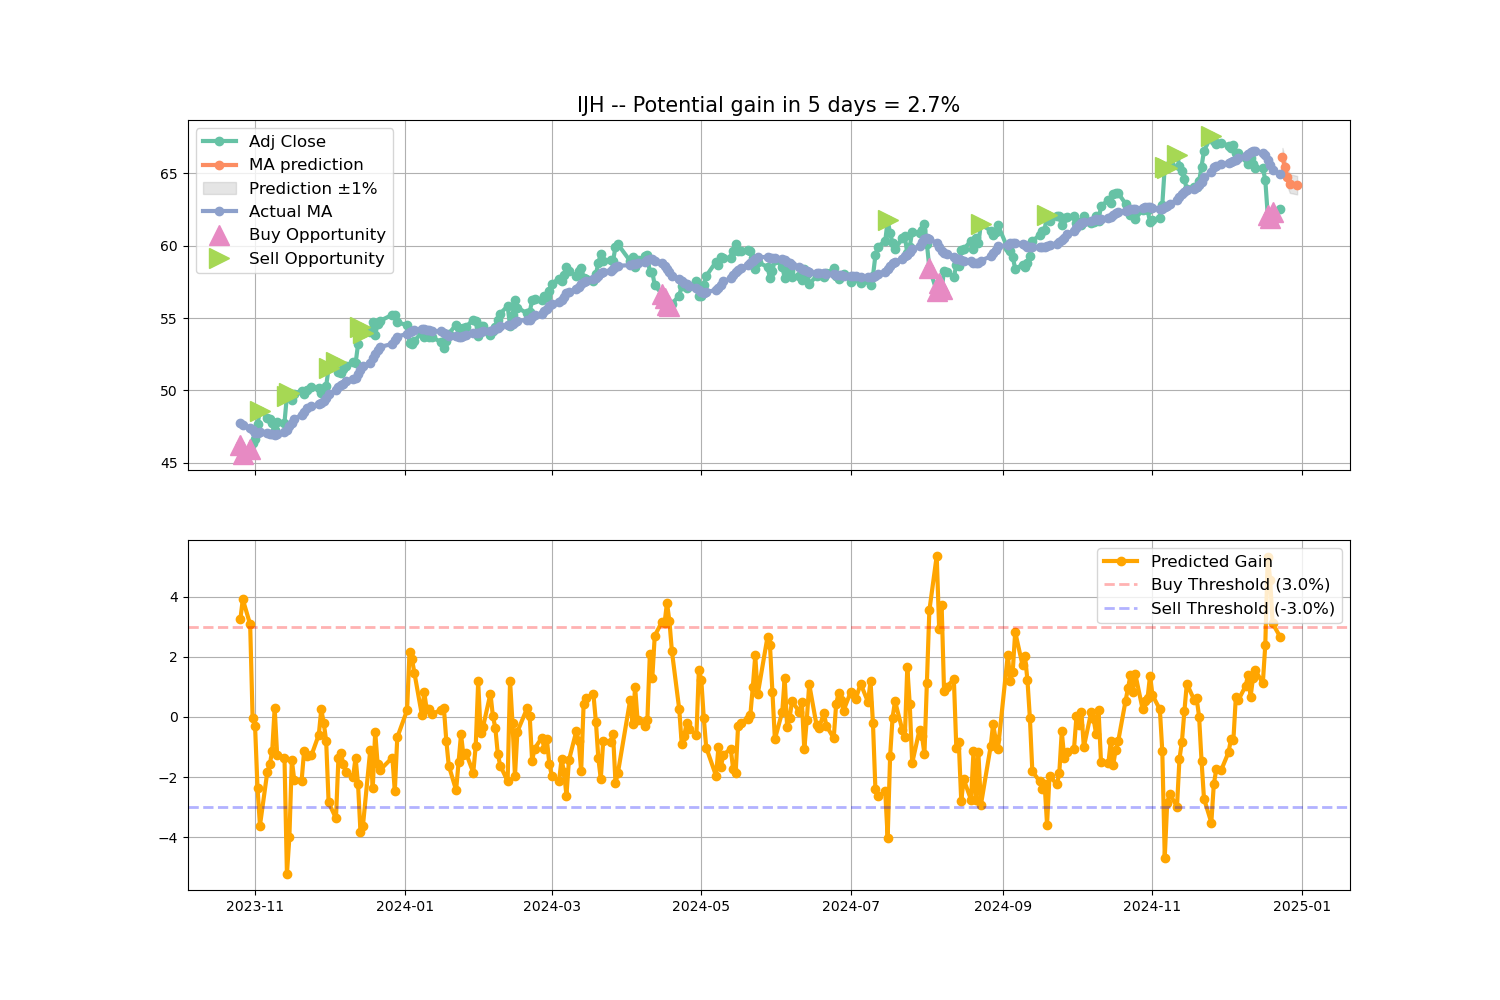 IJH -- Potential gain in 5 days = 2.7%
Adj Close
MA prediction
Prediction ±1%
Actual MA
Buy Opportunity
Sell Opportunity
65
60
55
50
45
Predicted Gain
Buy Threshold (3.0%)
Sell Threshold (-3.0%)
4
2
0
−2
−4
2023-11 2024-01 2024-03 2024-05 2024-07 2024-09 2024-11 2025-01